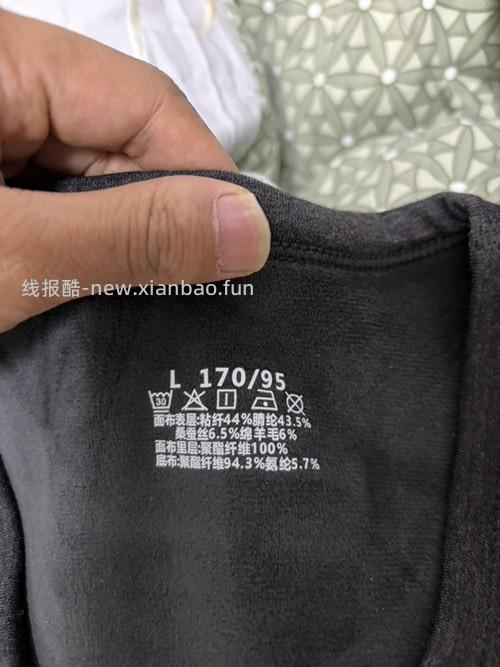 线报酷-new.xianbao.fun
L 170/95
30
面布表层:粘纤44%腈纶43.5%
桑蚕丝6.5%绵羊毛6%
面布里层:聚酯纤维100%
底布:聚酯纤维94.3%氨纶5.7%